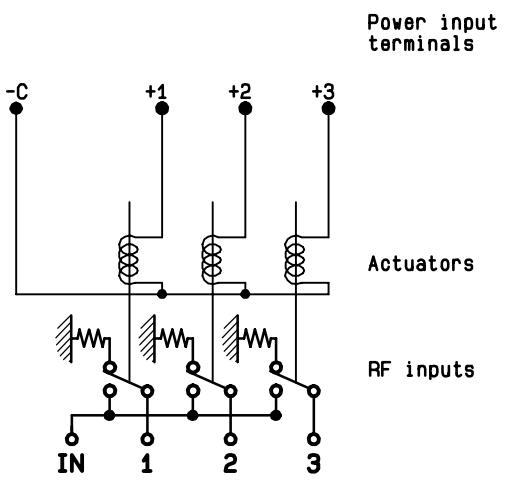 Power input
terminals
-C +1 +2 +3
Actuators
RF inputs
IN 1 2 3